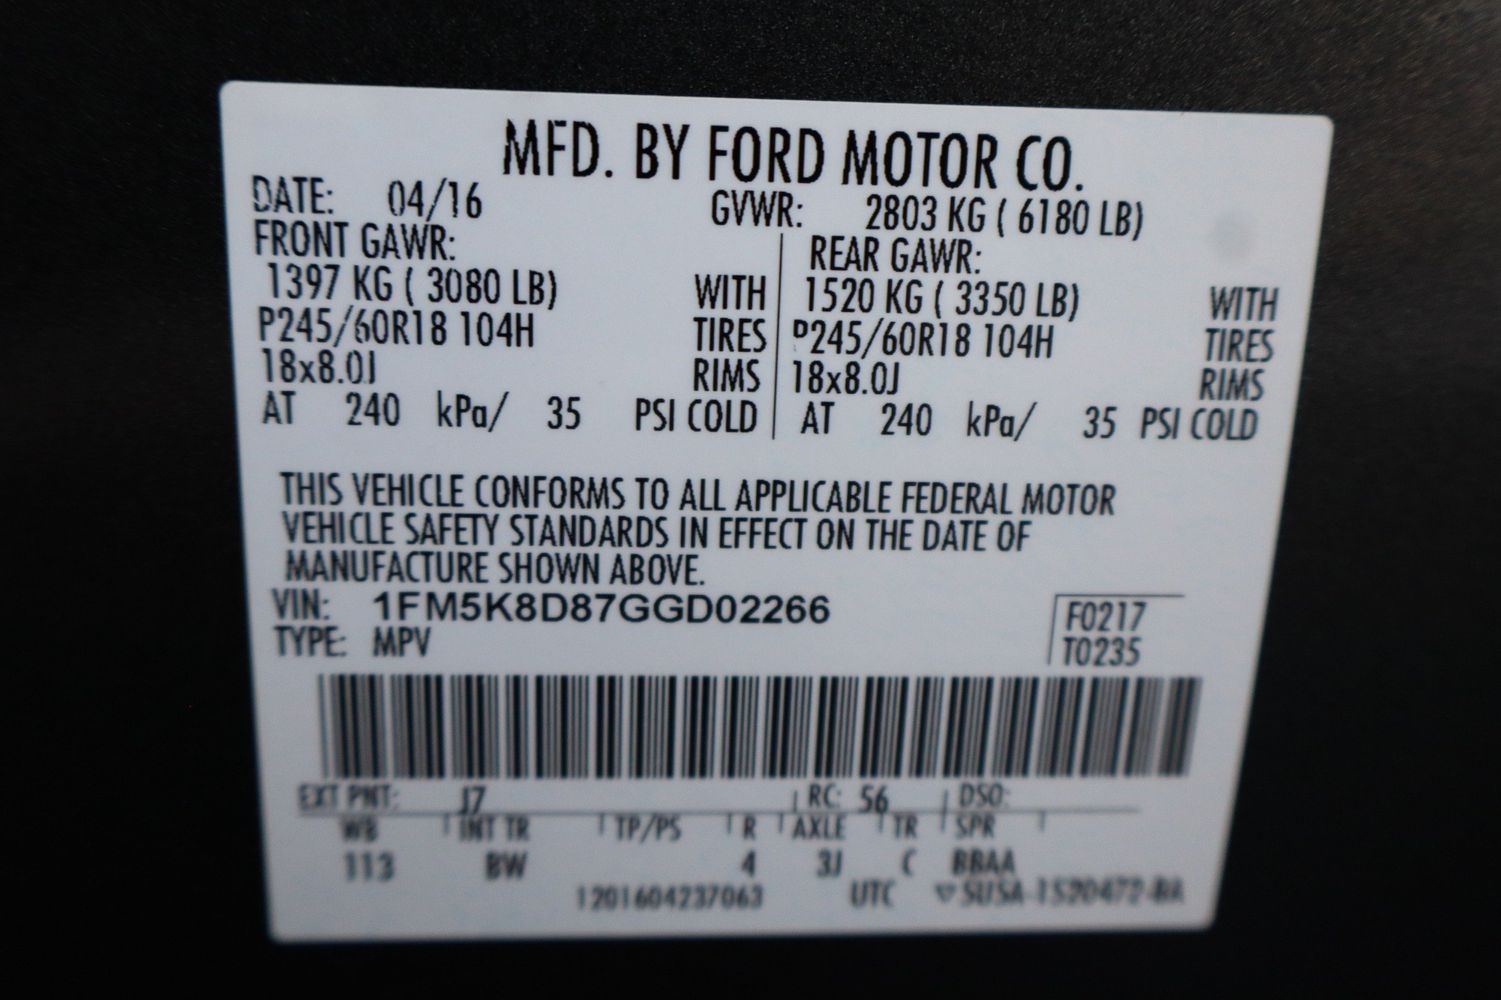 MFD. BY FORD MOTOR CO.
DATE: 04/16 GVWR: 2803 KG ( 6180 LB)
FRONT GAWR: REAR GAWR:
1397 KG ( 3080 LB) WITH 1520 KG ( 3350 LB) WITH
P245/60R18 104H TIRES P245/60R18 104H TIRES
18x8.0J RIMS 18x8.0J RIMS
AT 240 kPa/ 35 PSI COLD AT 240 kPa/ 35 PSI COLD
THIS VEHICLE CONFORMS TO ALL APPLICABLE FEDERAL MOTOR
VEHICLE SAFETY STANDARDS IN EFFECT ON THE DATE OF
MANUFACTURE SHOWN ABOVE.
VIN: 1FM5K8D87GGD02266 F0217
TYPE: MPV T0235
EXT PNT: J7 RC: 56 DSO:
WB INT TR TP/PS R AXLE TR SPR
113 BW 4 3J C BBAA
1201604237063 UTC SUSA-1520472-BA